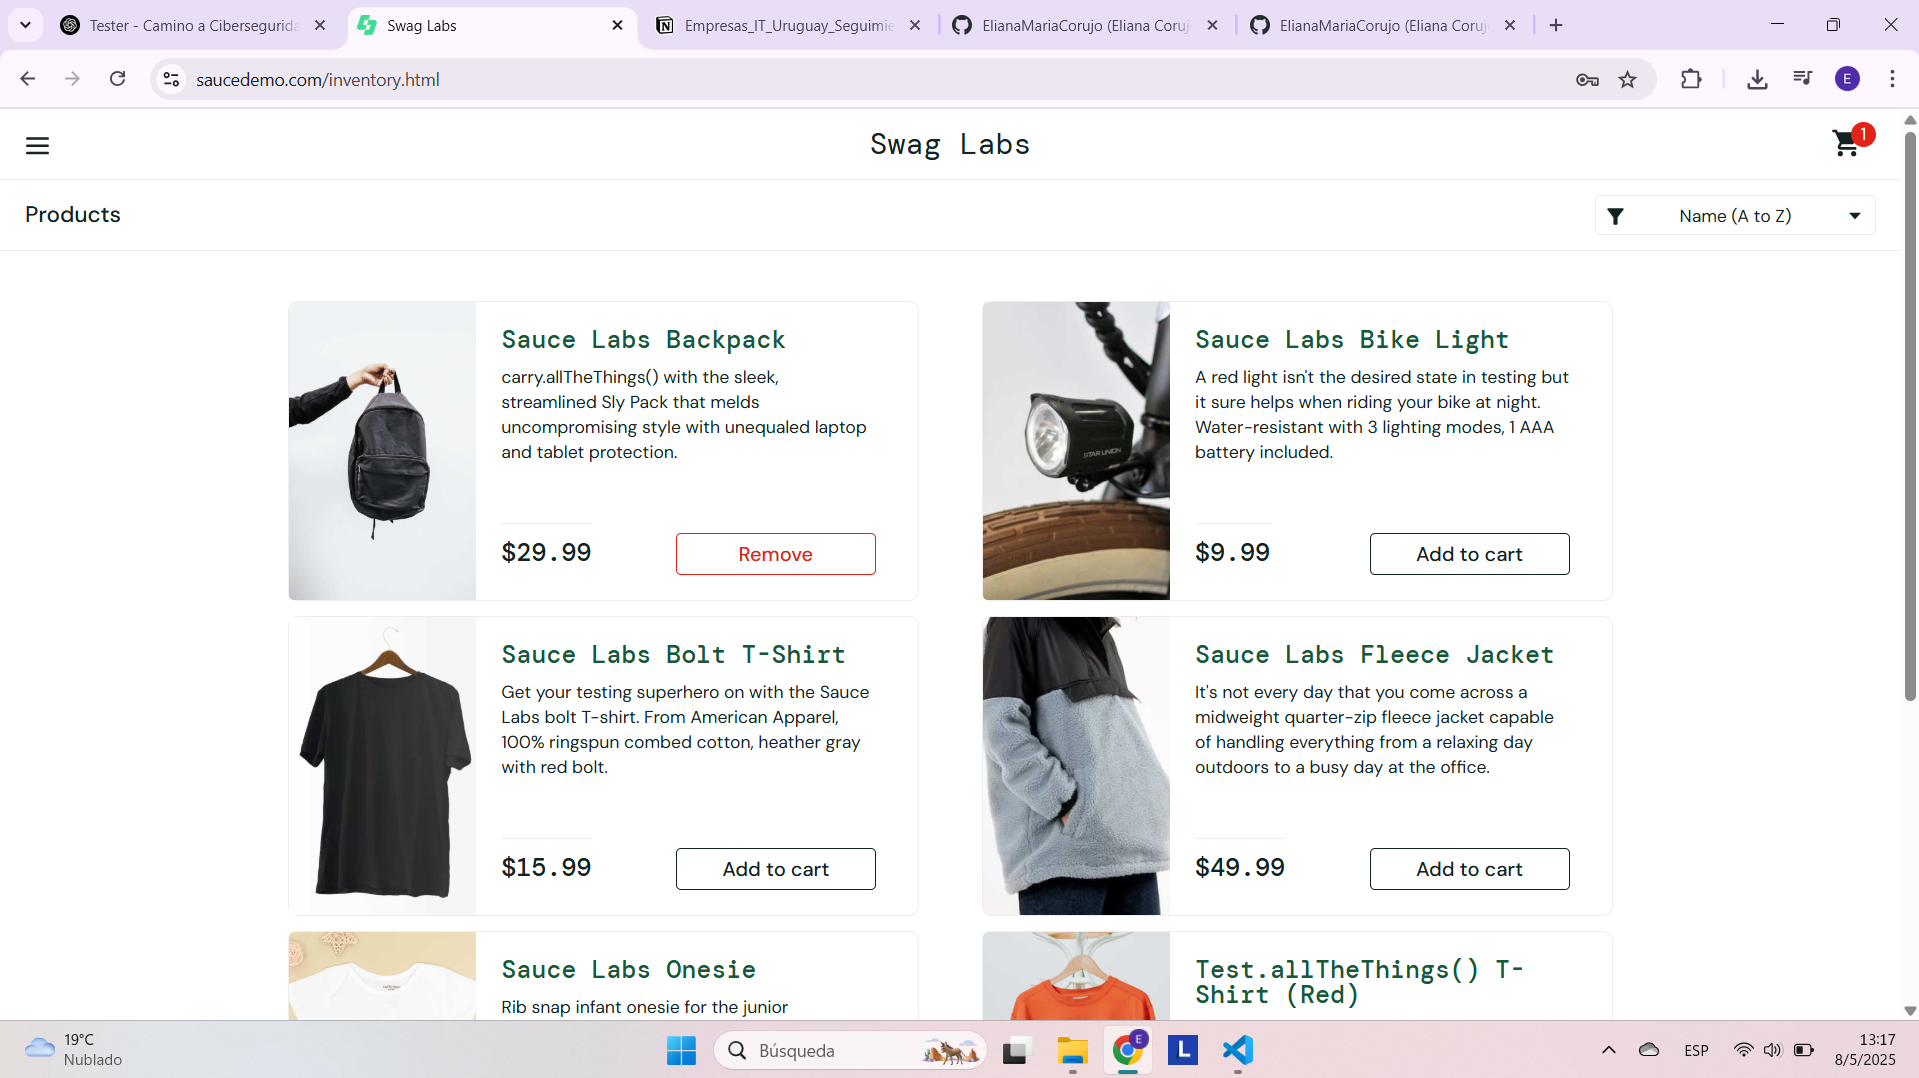 Tester - Camino a Cibersegurida
Swag Labs
Empresas_IT_Uruguay_Seguimie
ElianaMariaCorujo (Eliana Coruj
ElianaMariaCorujo (Eliana Coruj
saucedemo.com/inventory.html
E
Swag Labs
1
Products
Name (A to Z)
Sauce Labs Backpack
carry.allTheThings() with the sleek,
streamlined Sly Pack that melds
uncompromising style with unequaled laptop
and tablet protection.
$29.99
Remove
Sauce Labs Bike Light
A red light isn't the desired state in testing but
it sure helps when riding your bike at night.
Water-resistant with 3 lighting modes, 1 AAA
battery included.
$9.99
Add to cart
STAR UNION
Sauce Labs Bolt T-Shirt
Get your testing superhero on with the Sauce
Labs bolt T-shirt. From American Apparel,
100% ringspun combed cotton, heather gray
with red bolt.
$15.99
Add to cart
Sauce Labs Fleece Jacket
It's not every day that you come across a
midweight quarter-zip fleece jacket capable
of handling everything from a relaxing day
outdoors to a busy day at the office.
$49.99
Add to cart
Sauce Labs Onesie
Rib snap infant onesie for the junior
Test.allTheThings() T-
Shirt (Red)
19°C
Nublado
Búsqueda
E
L
ESP
13:17
8/5/2025